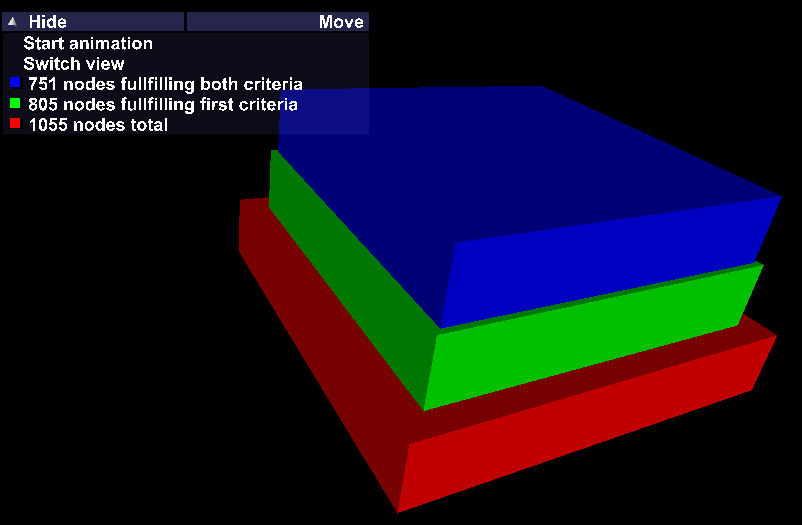 Hide Move
Start animation
Switch view
751 nodes fullfilling both criteria
805 nodes fullfilling first criteria
1055 nodes total